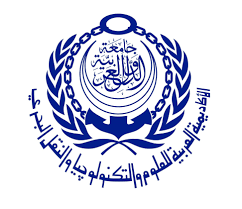 جامعة
الدول العربية
الأكاديمية العربية للعلوم والتكنولوجيا والنقل البحري